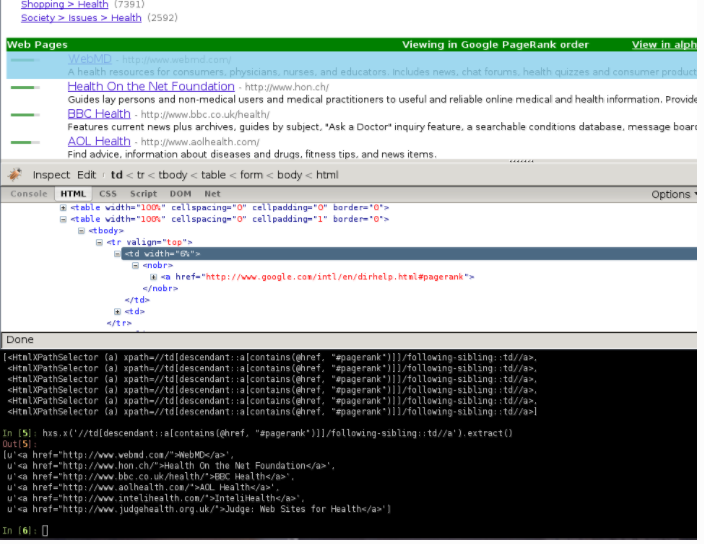 Shopping > Health (7391)
Society > Issues > Health (2592)
Web Pages Viewing in Google PageRank order View in alph
WebMD - http://www.webmd.com/
A health resources for consumers, physicians, nurses, and educators. Includes news, chat forums, health quizzes and consumer product
Health On the Net Foundation - http://www.hon.ch/
Guides lay persons and non-medical users and medical practitioners to useful and reliable online medical and health information. Provide
BBC Health - http://www.bbc.co.uk/health/
Features current news plus archives, guides by subject, "Ask a Doctor" inquiry feature, a searchable conditions database, message board
AOL Health - http://www.aolhealth.com/
Find advice, information about diseases and drugs, fitness tips, and news items.
Inspect Edit td < tr < tbody < table < form < body < html
Console HTML CSS Script DOM Net Options
<table width="100%" cellspacing="0" cellpadding="0" border="0">
<table width="100%" cellspacing="0" cellpadding="1" border="0">
<tbody>
<tr valign="top">
<td width="6%">
<nobr>
<a href="http://www.google.com/intl/en/dirhelp.html#pagerank">
</nobr>
</td>
<td>
</tr>
Done
[<HtmlXPathSelector (a) xpath=//td[descendant::a[contains(@href, "#pagerank")]]/following-sibling::td//a>,
<HtmlXPathSelector (a) xpath=//td[descendant::a[contains(@href, "#pagerank")]]/following-sibling::td//a>,
<HtmlXPathSelector (a) xpath=//td[descendant::a[contains(@href, "#pagerank")]]/following-sibling::td//a>,
<HtmlXPathSelector (a) xpath=//td[descendant::a[contains(@href, "#pagerank")]]/following-sibling::td//a>,
<HtmlXPathSelector (a) xpath=//td[descendant::a[contains(@href, "#pagerank")]]/following-sibling::td//a>,
<HtmlXPathSelector (a) xpath=//td[descendant::a[contains(@href, "#pagerank")]]/following-sibling::td//a>]
In [5]: hxs.x('//td[descendant::a[contains(@href, "#pagerank")]]/following-sibling::td//a').extract()
Out[5]:
[u'<a href="http://www.webmd.com/">WebMD</a>',
u'<a href="http://www.hon.ch/">Health On the Net Foundation</a>',
u'<a href="http://www.bbc.co.uk/health/">BBC Health</a>',
u'<a href="http://www.aolhealth.com/">AOL Health</a>',
u'<a href="http://www.intelihealth.com/">InteliHealth</a>',
u'<a href="http://www.judgehealth.org.uk/">Judge: Web Sites for Health</a>']
In [6]: